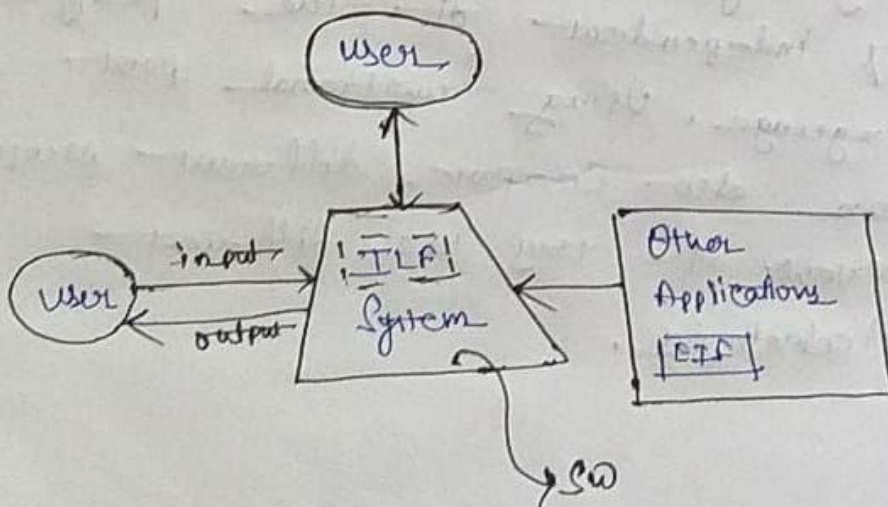 user
input
ILF
System
user
output
Other
Applications
EIF
SW